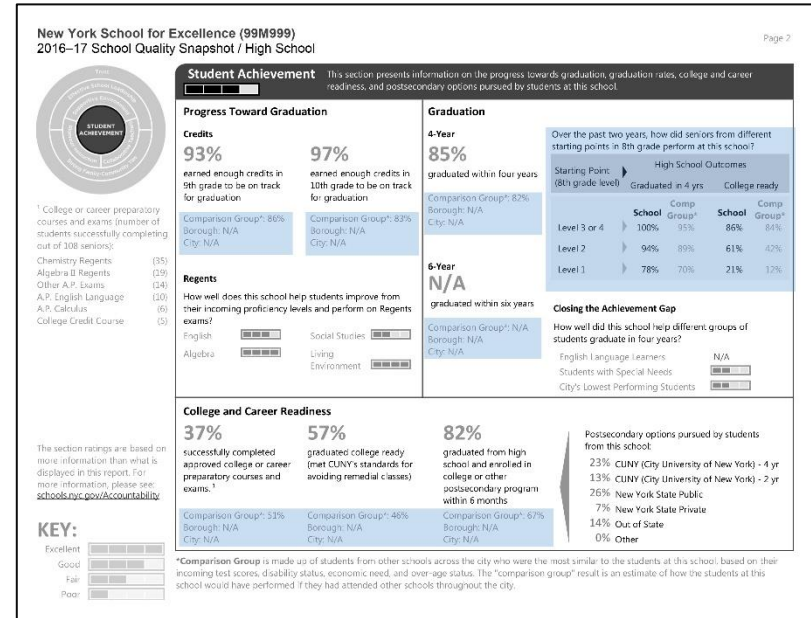 New York School for Excellence (99M999)
2016–17 School Quality Snapshot / High School
Page 2
STUDENT
ACHIEVEMENT
Student Achievement
This section presents information on the progress towards graduation, graduation rates, college and career
readiness, and postsecondary options pursued by students at this school.
Progress Toward Graduation
Credits
93%
earned enough credits in
9th grade to be on track
for graduation
Comparison Group*: 86%
Borough: N/A
City: N/A
97%
earned enough credits in
10th grade to be on track
for graduation
Comparison Group*: 83%
Borough: N/A
City: N/A
Regents
How well does this school help students improve from
their incoming proficiency levels and perform on Regents
exams?
English
Social Studies
Algebra
Living
Environment
Graduation
4-Year
85%
graduated within four years
Comparison Group*: 82%
Borough: N/A
City: N/A
6-Year
N/A
graduated within six years
Comparison Group*: N/A
Borough: N/A
City: N/A
Over the past two years, how did seniors from different
starting points in 8th grade perform at this school?
Starting Point
(8th grade level)
High School Outcomes
Graduated in 4 yrs College ready
School Comp Group* School Comp Group*
Level 3 or 4 100% 95% 86% 84%
Level 2 94% 89% 61% 42%
Level 1 78% 70% 21% 12%
Closing the Achievement Gap
How well did this school help different groups of
students graduate in four years?
English Language Learners N/A
Students with Special Needs
City's Lowest Performing Students
¹ College or career preparatory
courses and exams (number of
students successfully completing
out of 108 seniors):
Chemistry Regents (35)
Algebra II Regents (19)
Other A.P. Exams (14)
A.P. English Language (10)
A.P. Calculus (6)
College Credit Course (5)
College and Career Readiness
37%
successfully completed
approved college or career
preparatory courses and
exams. ¹
Comparison Group*: 51%
Borough: N/A
City: N/A
57%
graduated college ready
(met CUNY's standards for
avoiding remedial classes)
Comparison Group*: 46%
Borough: N/A
City: N/A
82%
graduated from high
school and enrolled in
college or other
postsecondary program
within 6 months
Comparison Group*: 67%
Borough: N/A
City: N/A
Postsecondary options pursued by students
from this school:
23% CUNY (City University of New York) - 4 yr
13% CUNY (City University of New York) - 2 yr
26% New York State Public
7% New York State Private
14% Out of State
0% Other
The section ratings are based on
more information than what is
displayed in this report. For
more information, please see:
schools.nyc.gov/Accountability
KEY:
Excellent
Good
Fair
Poor
*Comparison Group is made up of students from other schools across the city who were the most similar to the students at this school, based on their
incoming test scores, disability status, economic need, and over-age status. The "comparison group" result is an estimate of how the students at this
school would have performed if they had attended other schools throughout the city.